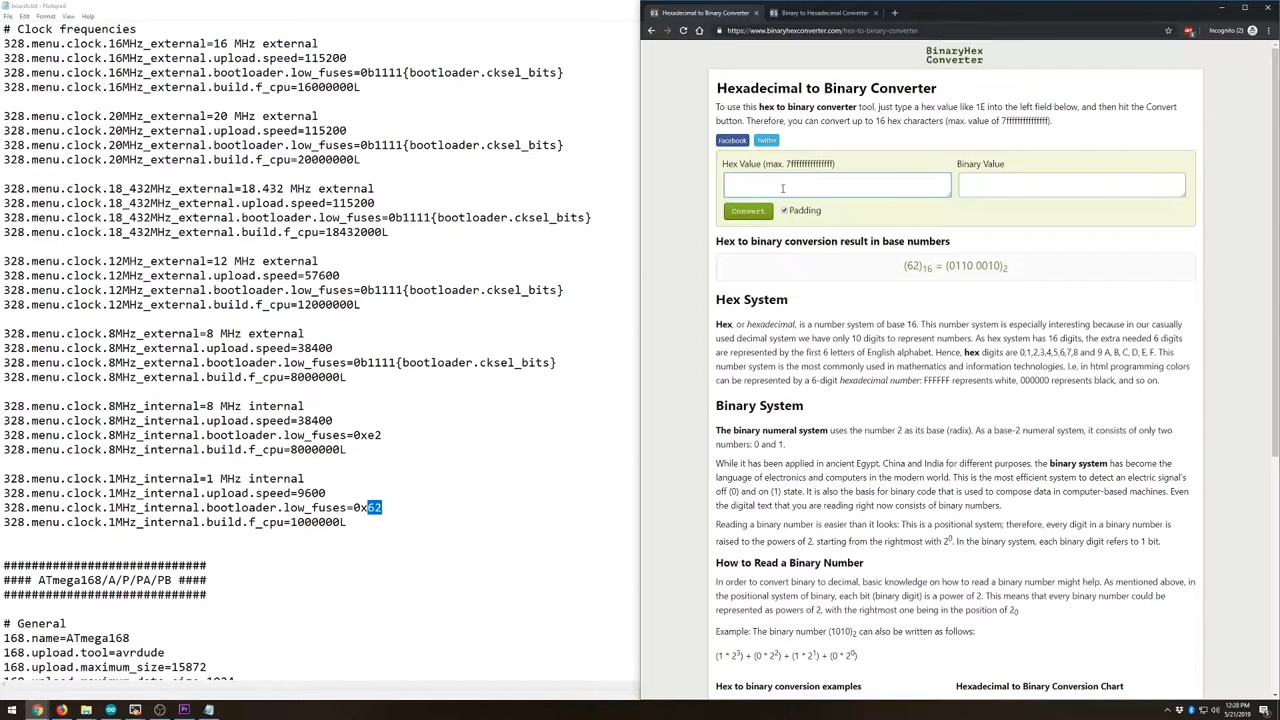 boards.txt - Notepad
File Edit Format View Help
# Clock frequencies
328.menu.clock.16MHz_external=16 MHz external
328.menu.clock.16MHz_external.upload.speed=115200
328.menu.clock.16MHz_external.bootloader.low_fuses=0b1111{bootloader.cksel_bits}
328.menu.clock.16MHz_external.build.f_cpu=16000000L
328.menu.clock.20MHz_external=20 MHz external
328.menu.clock.20MHz_external.upload.speed=115200
328.menu.clock.20MHz_external.bootloader.low_fuses=0b1111{bootloader.cksel_bits}
328.menu.clock.20MHz_external.build.f_cpu=20000000L
328.menu.clock.18_432MHz_external=18.432 MHz external
328.menu.clock.18_432MHz_external.upload.speed=115200
328.menu.clock.18_432MHz_external.bootloader.low_fuses=0b1111{bootloader.cksel_bits}
328.menu.clock.18_432MHz_external.build.f_cpu=18432000L
328.menu.clock.12MHz_external=12 MHz external
328.menu.clock.12MHz_external.upload.speed=57600
328.menu.clock.12MHz_external.bootloader.low_fuses=0b1111{bootloader.cksel_bits}
328.menu.clock.12MHz_external.build.f_cpu=12000000L
328.menu.clock.8MHz_external=8 MHz external
328.menu.clock.8MHz_external.upload.speed=38400
328.menu.clock.8MHz_external.bootloader.low_fuses=0b1111{bootloader.cksel_bits}
328.menu.clock.8MHz_external.build.f_cpu=8000000L
328.menu.clock.8MHz_internal=8 MHz internal
328.menu.clock.8MHz_internal.upload.speed=38400
328.menu.clock.8MHz_internal.bootloader.low_fuses=0xe2
328.menu.clock.8MHz_internal.build.f_cpu=8000000L
328.menu.clock.1MHz_internal=1 MHz internal
328.menu.clock.1MHz_internal.upload.speed=9600
328.menu.clock.1MHz_internal.bootloader.low_fuses=0x62
328.menu.clock.1MHz_internal.build.f_cpu=1000000L
############################
#### ATmega168/A/P/PA/PB ####
############################
# General
168.name=ATmega168
168.upload.tool=avrdude
168.upload.maximum_size=15872
Hexadecimal to Binary Converter
Binary to Hexadecimal Converter
https://www.binaryhexconverter.com/hex-to-binary-converter
Incognito (2)
BinaryHex
Converter
Hexadecimal to Binary Converter
To use this hex to binary converter tool, just type a hex value like 1E into the left field below, and then hit the Convert
button. Therefore, you can convert up to 16 hex characters (max. value of 7fffffffffffffff).
Facebook Twitter
Hex Value (max. 7fffffffffffffff) Binary Value
Convert Padding
Hex to binary conversion result in base numbers
(62)16 = (0110 0010)2
Hex System
Hex, or hexadecimal, is a number system of base 16. This number system is especially interesting because in our casually
used decimal system we have only 10 digits to represent numbers. As hex system has 16 digits, the extra needed 6 digits
are represented by the first 6 letters of English alphabet. Hence, hex digits are 0,1,2,3,4,5,6,7,8 and 9 A, B, C, D, E, F. This
number system is the most commonly used in mathematics and information technologies. I.e. in html programming colors
can be represented by a 6-digit hexadecimal number: FFFFFF represents white, 000000 represents black, and so on.
Binary System
The binary numeral system uses the number 2 as its base (radix). As a base-2 numeral system, it consists of only two
numbers: 0 and 1.
While it has been applied in ancient Egypt, China and India for different purposes, the binary system has become the
language of electronics and computers in the modern world. This is the most efficient system to detect an electric signal's
off (0) and on (1) state. It is also the basis for binary code that is used to compose data in computer-based machines. Even
the digital text that you are reading right now consists of binary numbers.
Reading a binary number is easier than it looks: This is a positional system; therefore, every digit in a binary number is
raised to the powers of 2, starting from the rightmost with 2^0. In the binary system, each binary digit refers to 1 bit.
How to Read a Binary Number
In order to convert binary to decimal, basic knowledge on how to read a binary number might help. As mentioned above, in
the positional system of binary, each bit (binary digit) is a power of 2. This means that every binary number could be
represented as powers of 2, with the rightmost one being in the position of 20
Example: The binary number (1010)2 can also be written as follows:
(1 * 2^3) + (0 * 2^2) + (1 * 2^1) + (0 * 2^0)
Hex to binary conversion examples Hexadecimal to Binary Conversion Chart
12:28 PM
5/21/2019